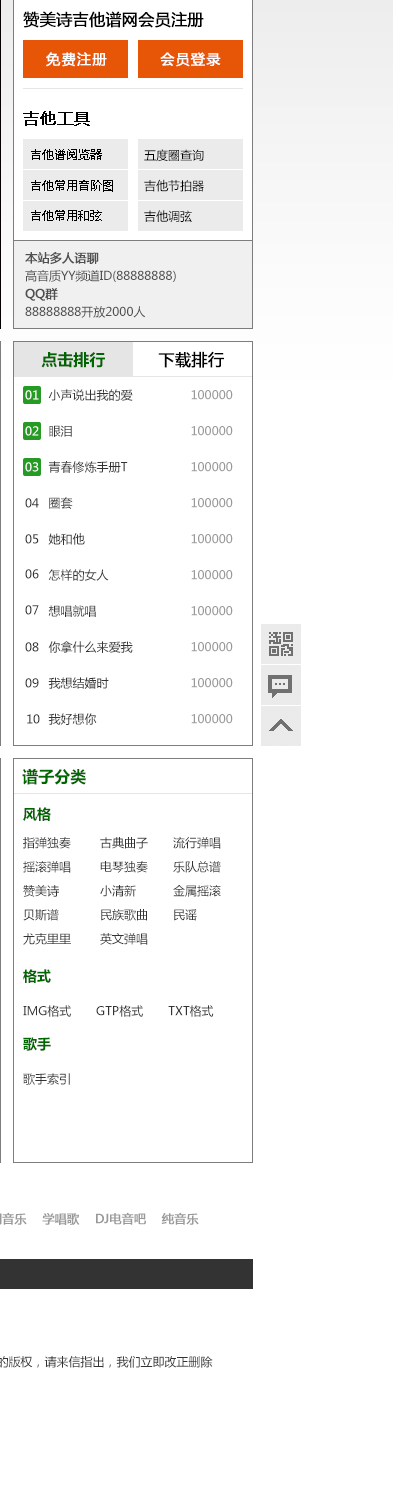 赞美诗吉他谱网会员注册
免费注册 会员登录
吉他工具
吉他谱阅览器 五度圈查询
吉他常用音阶图 吉他节拍器
吉他常用和弦 吉他调弦
本站多人语聊
高音质YY频道ID(88888888)
QQ群
88888888开放2000人
点击排行 下载排行
01 小声说出我的爱 100000
02 眼泪 100000
03 青春修炼手册T 100000
04 圈套 100000
05 她和他 100000
06 怎样的女人 100000
07 想唱就唱 100000
08 你拿什么来爱我 100000
09 我想结婚时 100000
10 我好想你 100000
谱子分类
风格
指弹独奏 古典曲子 流行弹唱
摇滚弹唱 电琴独奏 乐队总谱
赞美诗 小清新 金属摇滚
贝斯谱 民族歌曲 民谣
尤克里里 英文弹唱
格式
IMG格式 GTP格式 TXT格式
歌手
歌手索引
音乐 学唱歌 DJ电音吧 纯音乐
的版权，请来信指出，我们立即改正删除